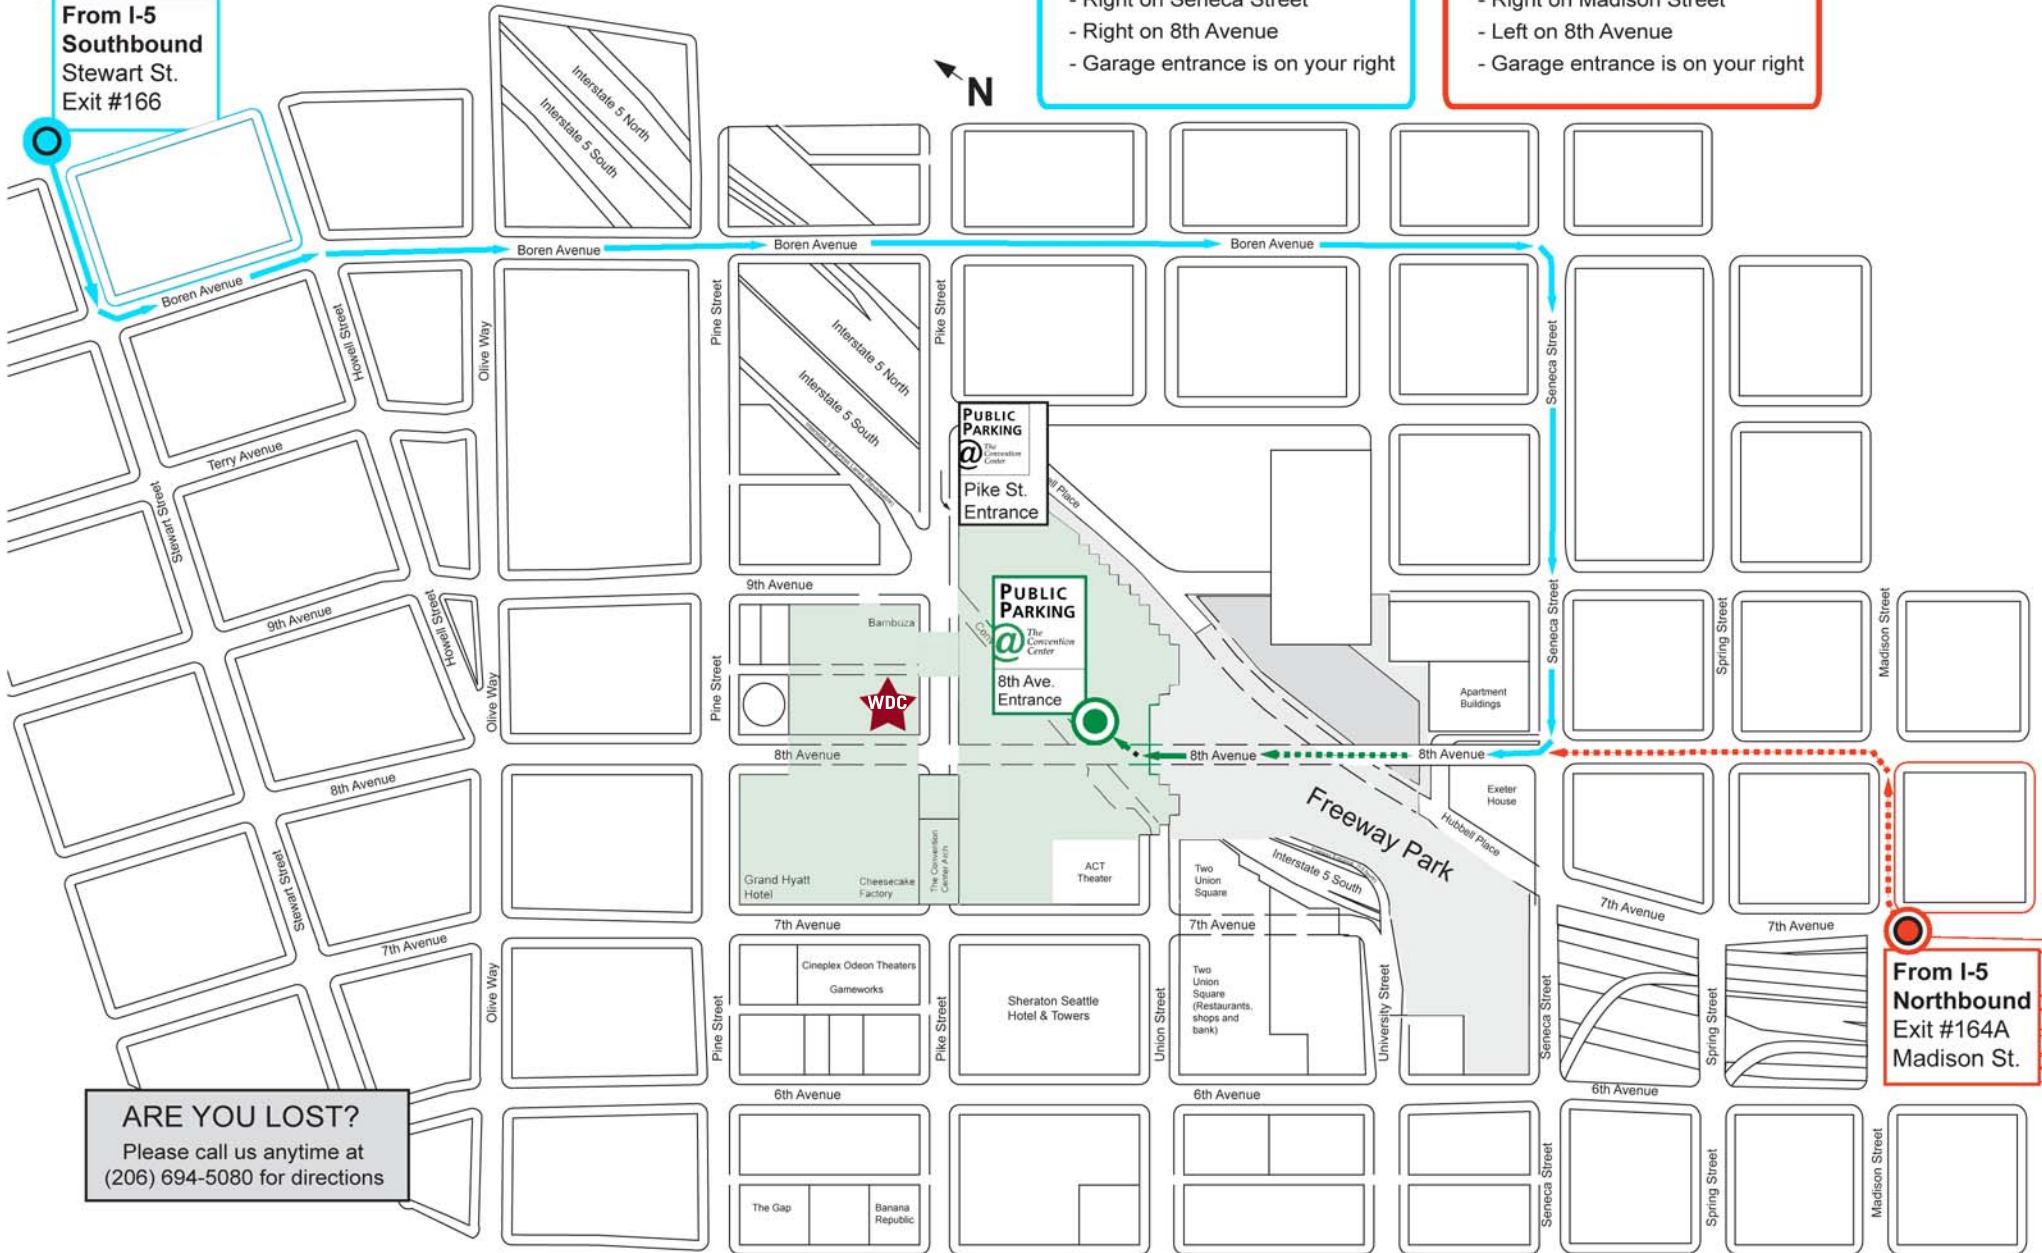 From I-5
Southbound
Stewart St.
Exit #166
- Right on Seneca Street
- Right on 8th Avenue
- Garage entrance is on your right
- Right on Madison Street
- Left on 8th Avenue
- Garage entrance is on your right
N
Interstate 5 North
Interstate 5 South
Boren Avenue
Boren Avenue
Boren Avenue
Boren Avenue
Howell Street
Olive Way
Pine Street
Pike Street
Interstate 5 North
Interstate 5 South
Seneca Street
PUBLIC
PARKING
@ The
Convention
Center
Pike St.
Entrance
ell Place
Terry Avenue
Stewart Street
9th Avenue
9th Avenue
Howell Street
Olive Way
Pine Street
Bambuza
WDC
PUBLIC
PARKING
@ The
Convention
Center
8th Ave.
Entrance
Conv
Seneca Street
Spring Street
Madison Street
Apartment
Buildings
8th Avenue
8th Avenue
8th Avenue
8th Avenue
Exeter
House
Freeway Park
Hubbell Place
Interstate 5 South
Grand Hyatt
Hotel
Cheesecake
Factory
The Convention
Center Arch
ACT
Theater
Two
Union
Square
Stewart Street
7th Avenue
7th Avenue
7th Avenue
7th Avenue
7th Avenue
Cineplex Odeon Theaters
Gameworks
Olive Way
Pine Street
Pike Street
Sheraton Seattle
Hotel & Towers
Union Street
Two
Union
Square
(Restaurants,
shops and
bank)
University Street
Seneca Street
Spring Street
From I-5
Northbound
Exit #164A
Madison St.
6th Avenue
6th Avenue
6th Avenue
ARE YOU LOST?
Please call us anytime at
(206) 694-5080 for directions
The Gap
Banana
Republic
Seneca Street
Spring Street
Madison Street